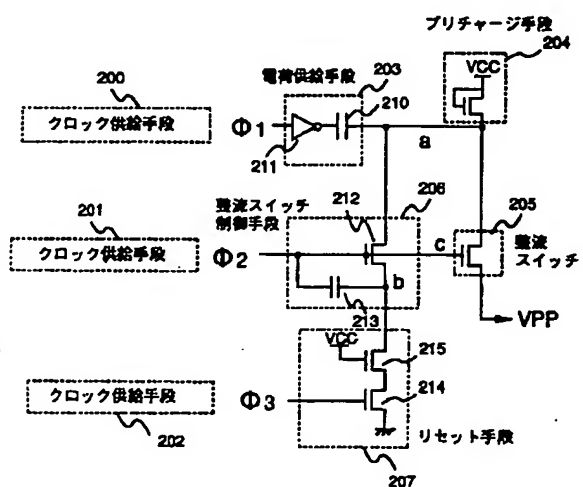 プリチャージ手段
204
VCC
電荷供給手段
203
210
200
クロック供給手段
Φ1
211
a
206
212
整流スイッチ
制御手段
201
クロック供給手段
Φ2
c
205
整流
スイッチ
b
213
VPP
VCC
215
クロック供給手段
Φ3
214
202
リセット手段
207